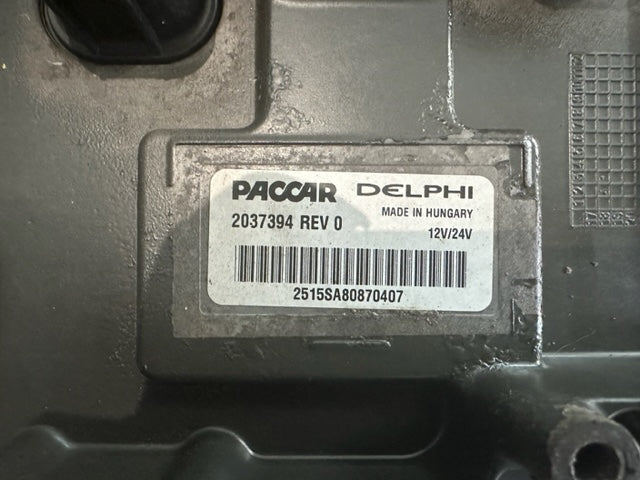 PACCAR DELPHI
MADE IN HUNGARY
2037394 REV 0
12V/24V
2515SA80870407